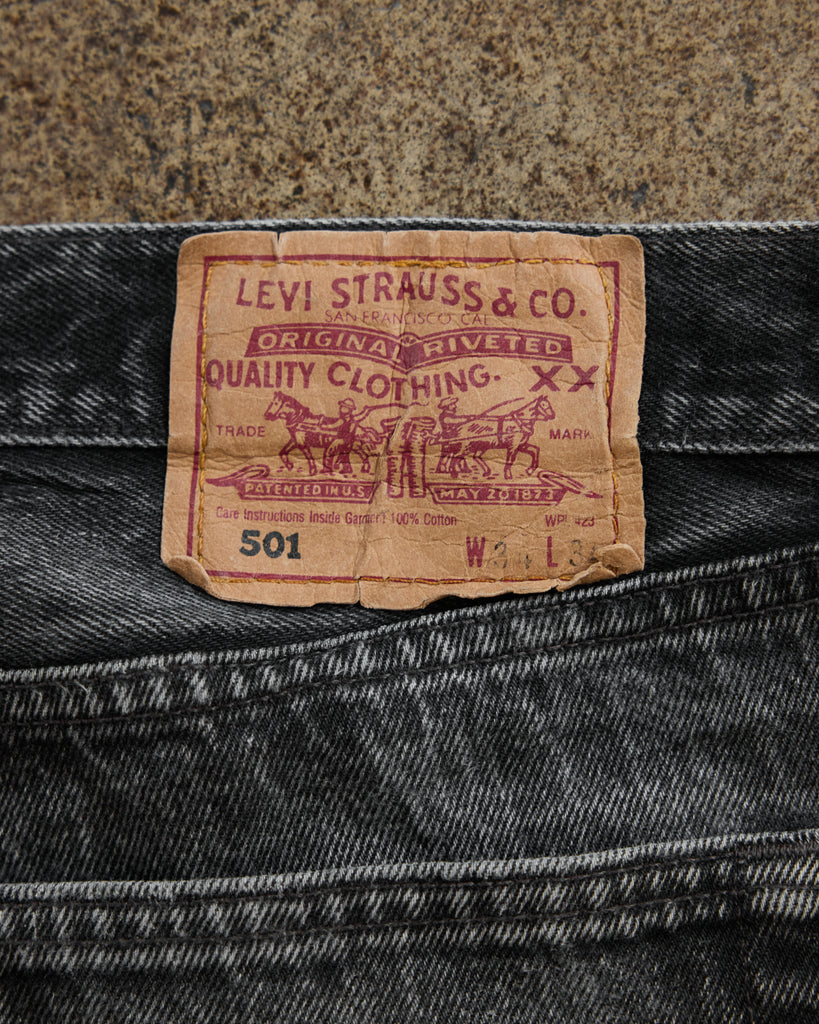 LEVI STRAUSS & CO.
SAN FRANCISCO, CAL
ORIGINAL RIVETED
QUALITY CLOTHING. XX
TRADE MARK
PATENTED IN U.S. MAY 20 1873
Care Instructions Inside Garment 100% Cotton WPL 423
501 W 34 L